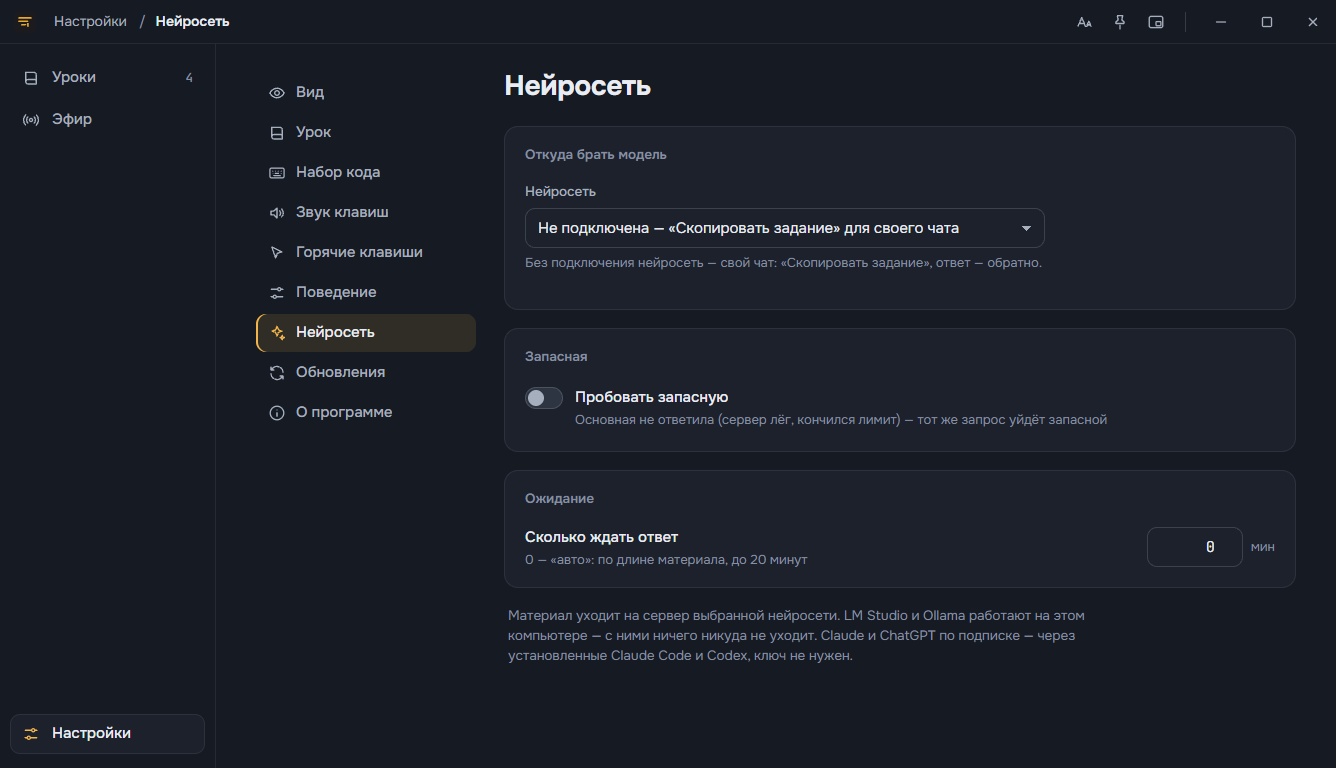 Настройки / Нейросеть
Уроки 4
Эфир
Вид
Урок
Набор кода
Звук клавиш
Горячие клавиши
Поведение
Нейросеть
Обновления
О программе
Нейросеть
Откуда брать модель
Нейросеть
Не подключена — «Скопировать задание» для своего чата
Без подключения нейросеть — свой чат: «Скопировать задание», ответ — обратно.
Запасная
Пробовать запасную
Основная не ответила (сервер лёг, кончился лимит) — тот же запрос уйдёт запасной
Ожидание
Сколько ждать ответ
0 — «авто»: по длине материала, до 20 минут
0 мин
Материал уходит на сервер выбранной нейросети. LM Studio и Ollama работают на этом
компьютере — с ними ничего никуда не уходит. Claude и ChatGPT по подписке — через
установленные Claude Code и Codex, ключ не нужен.
Настройки